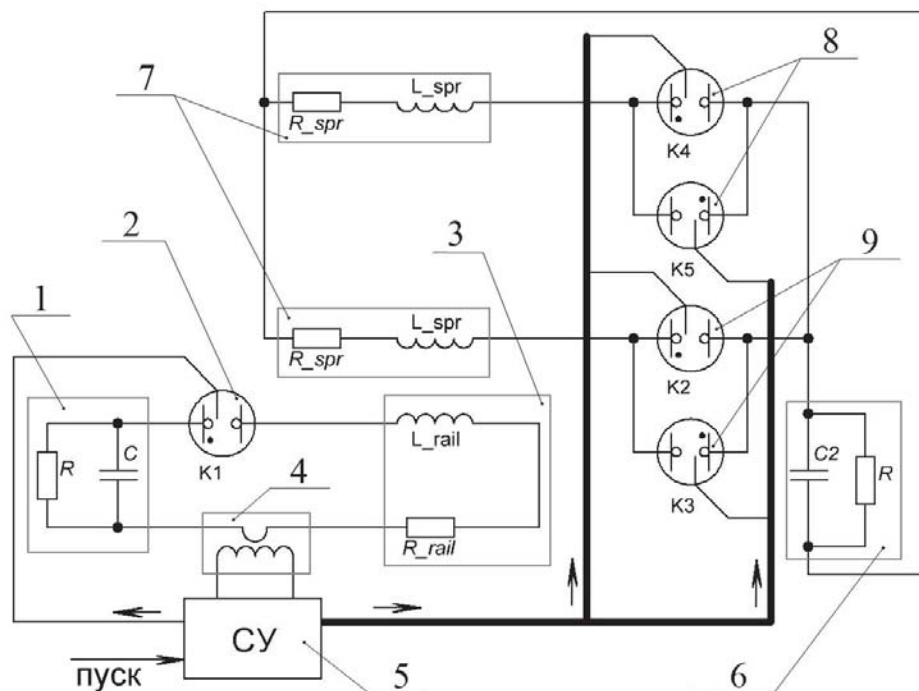 8
7
L_spr
R_spr
K4
2
3
9
K5
1
L_spr
R_spr
K2
L_rail
R
C
K1
4
K3
C2
R
R_rail
СУ
пуск
5
6